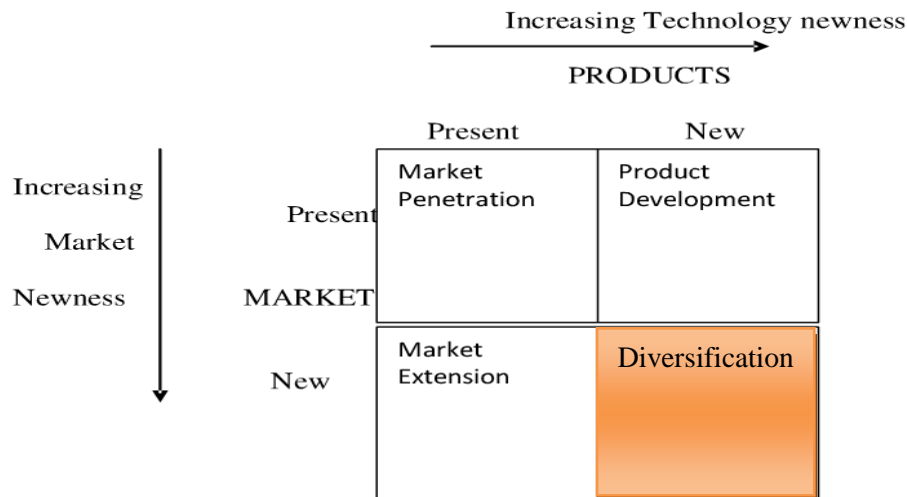 Increasing Technology newness
PRODUCTS
Present New
Increasing
Market
Newness
Present
MARKET
New
Market
Penetration
Product
Development
Market
Extension
Diversification